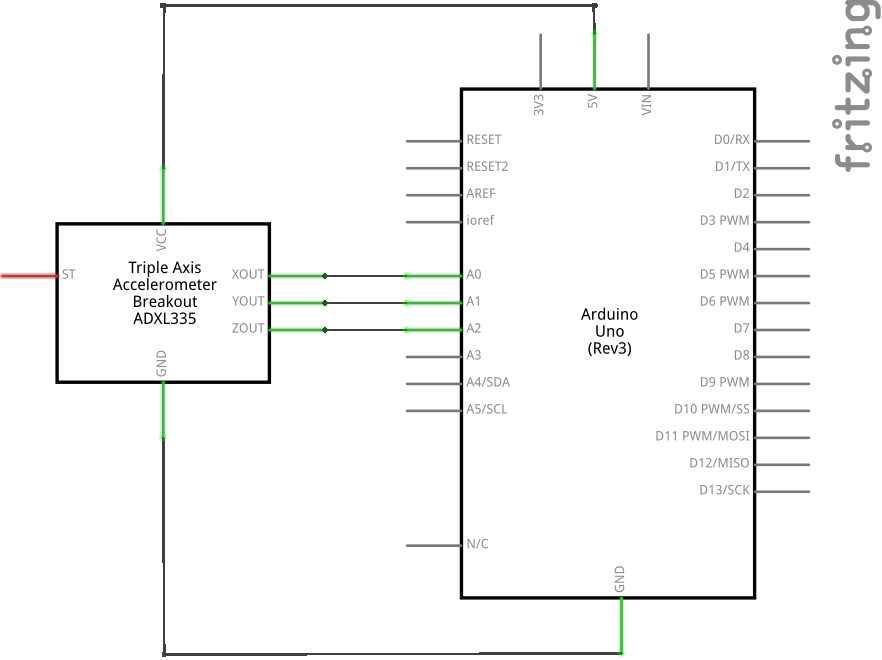 fritzing
3V3
5V
VIN
RESET
RESET2
AREF
ioref
A0
A1
A2
A3
A4/SDA
A5/SCL
N/C
GND
Arduino
Uno
(Rev3)
D0/RX
D1/TX
D2
D3 PWM
D4
D5 PWM
D6 PWM
D7
D8
D9 PWM
D10 PWM/SS
D11 PWM/MOSI
D12/MISO
D13/SCK
VCC
ST
Triple Axis
Accelerometer
Breakout
ADXL335
XOUT
YOUT
ZOUT
GND